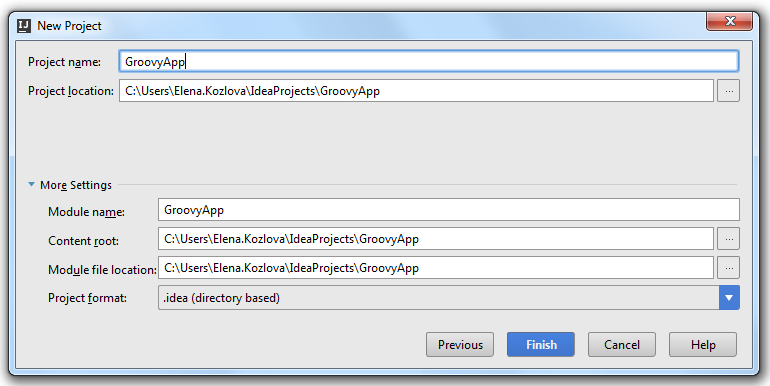 IJ New Project
Project name: GroovyApp
Project location: C:\Users\Elena.Kozlova\IdeaProjects\GroovyApp ...
More Settings
Module name: GroovyApp
Content root: C:\Users\Elena.Kozlova\IdeaProjects\GroovyApp ...
Module file location: C:\Users\Elena.Kozlova\IdeaProjects\GroovyApp ...
Project format: .idea (directory based)
Previous Finish Cancel Help